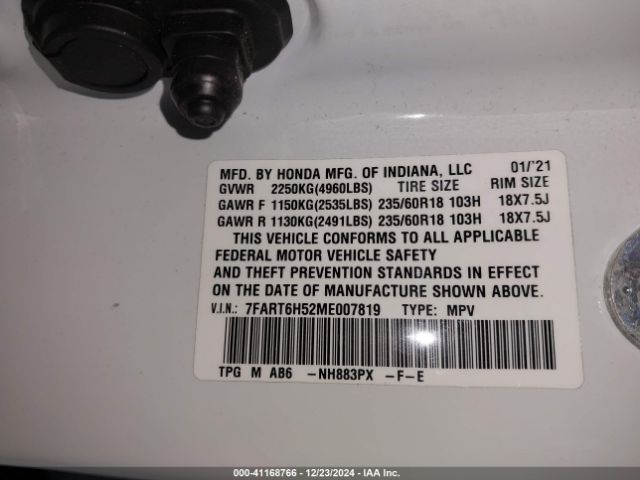 MFD. BY HONDA MFG. OF INDIANA, LLC 01/'21
GVWR 2250KG(4960LBS) TIRE SIZE RIM SIZE
GAWR F 1150KG(2535LBS) 235/60R18 103H 18X7.5J
GAWR R 1130KG(2491LBS) 235/60R18 103H 18X7.5J
THIS VEHICLE CONFORMS TO ALL APPLICABLE
FEDERAL MOTOR VEHICLE SAFETY
AND THEFT PREVENTION STANDARDS IN EFFECT
ON THE DATE OF MANUFACTURE SHOWN ABOVE.
V.I.N.: 7FART6H52ME007819 TYPE: MPV
TPG M AB6 -NH883PX -F-E
000-41168766 - 12/23/2024 - IAA Inc.